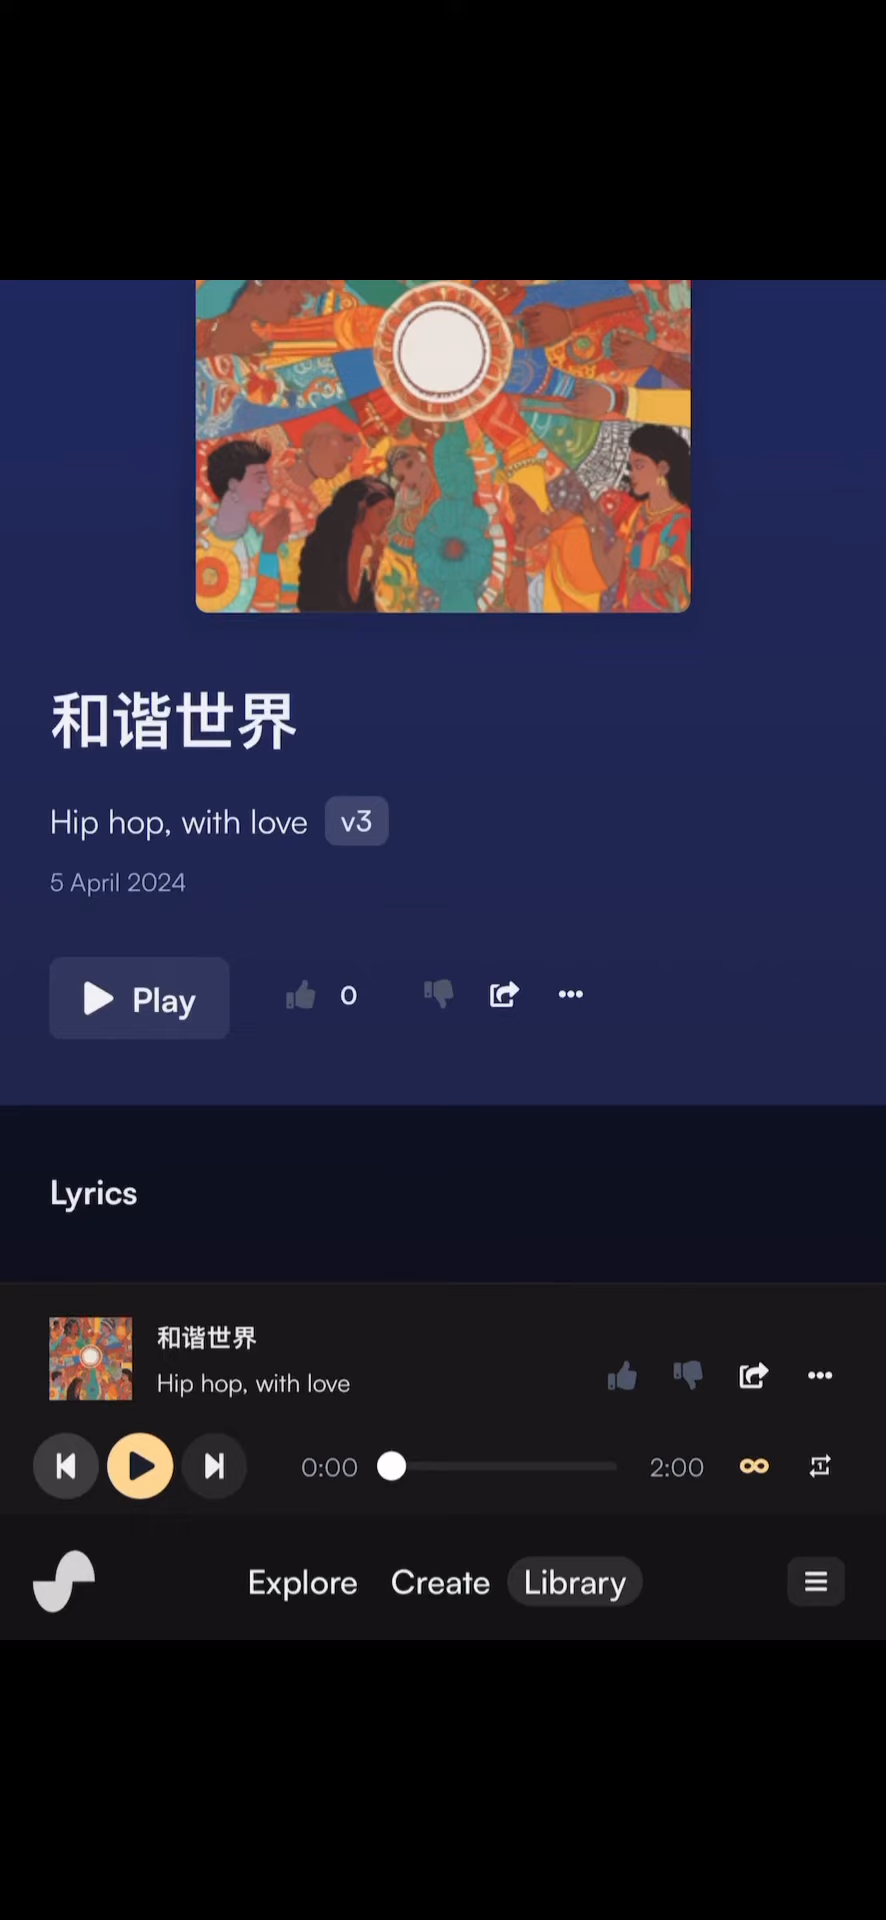 和谐世界
Hip hop, with love v3
5 April 2024
Play 0
Lyrics
和谐世界
Hip hop, with love
0:00 2:00
Explore Create Library